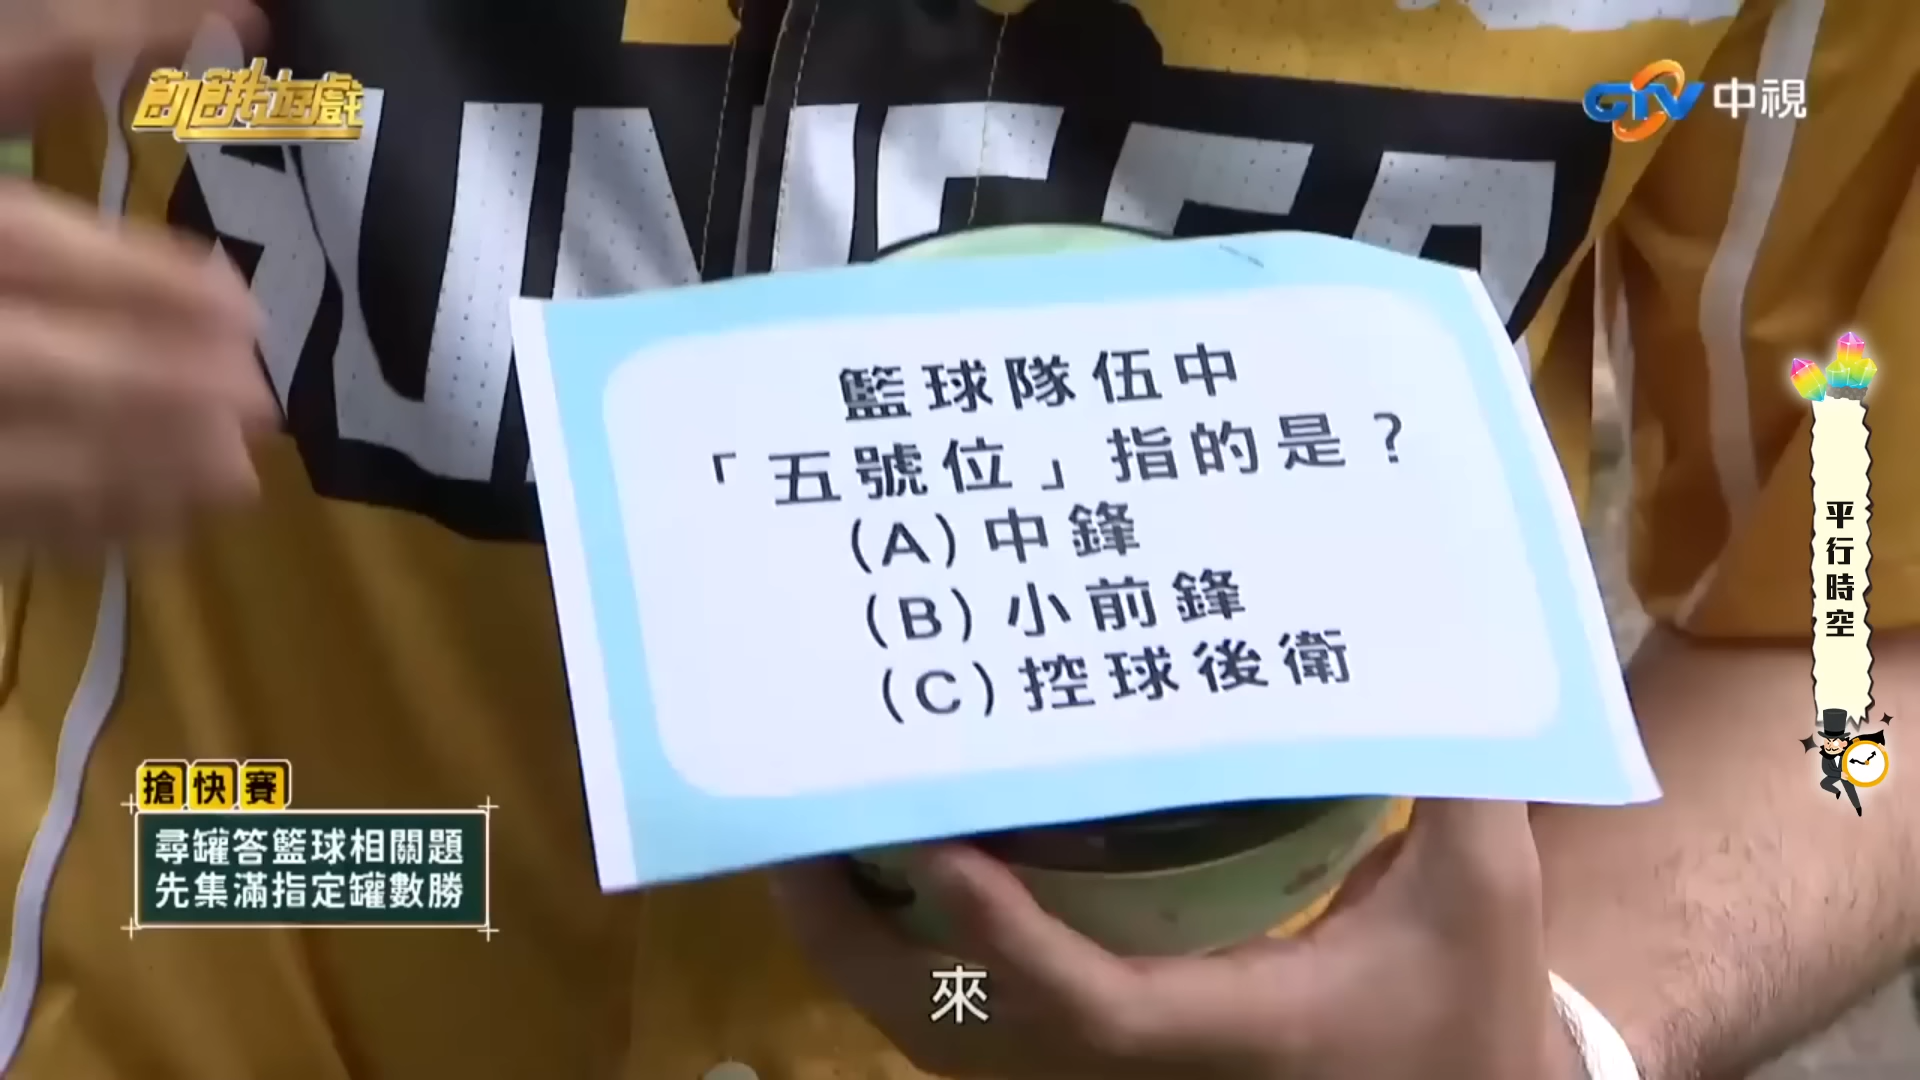 飢餓遊戲
CTV 中視
籃球隊伍中
「五號位」指的是？
(A)中鋒
(B)小前鋒
(C)控球後衛
平行時空
搶快賽
尋罐答籃球相關題
先集滿指定罐數勝
來